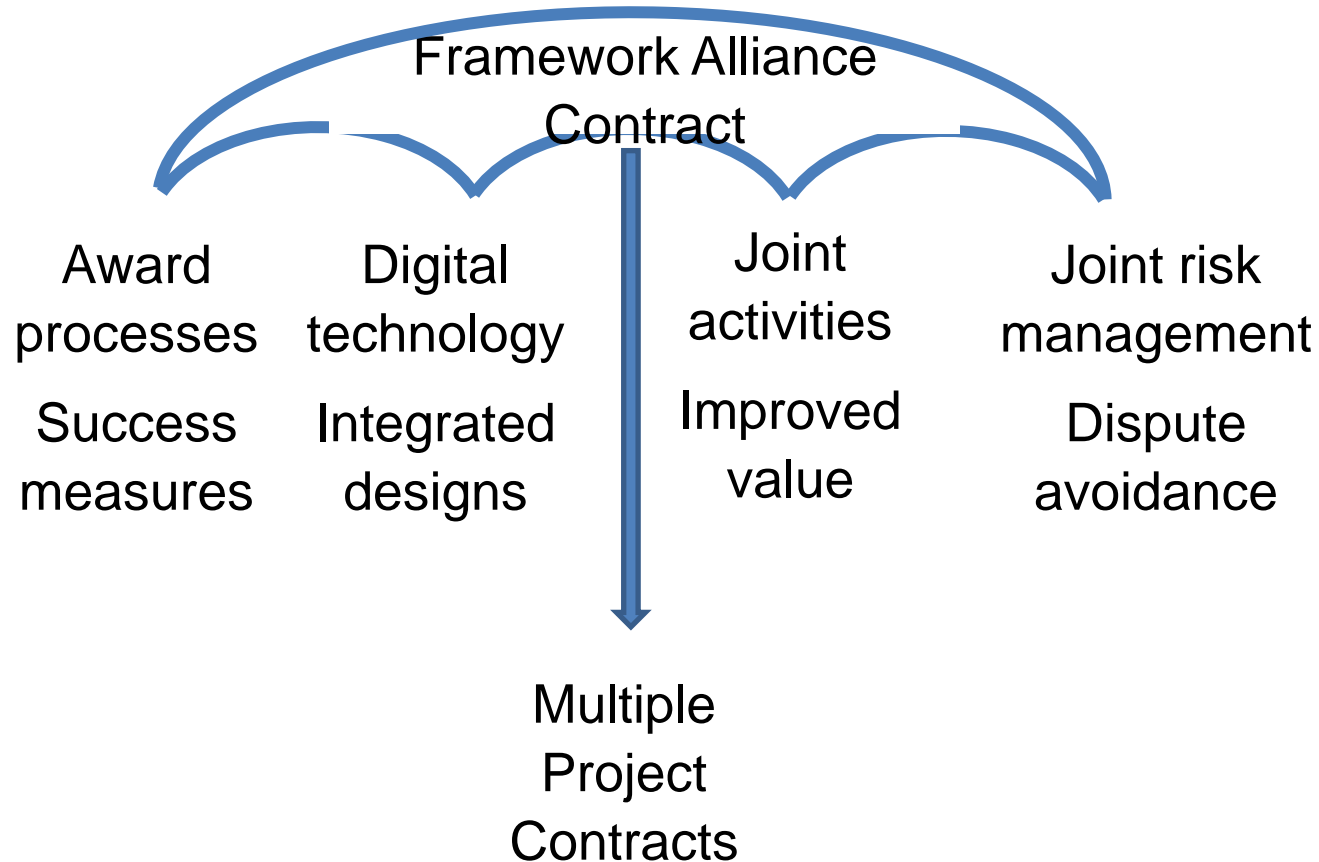 Framework Alliance
Contract
Award
processes
Success
measures
Digital
technology
Integrated
designs
Joint
activities
Improved
value
Joint risk
management
Dispute
avoidance
Multiple
Project
Contracts